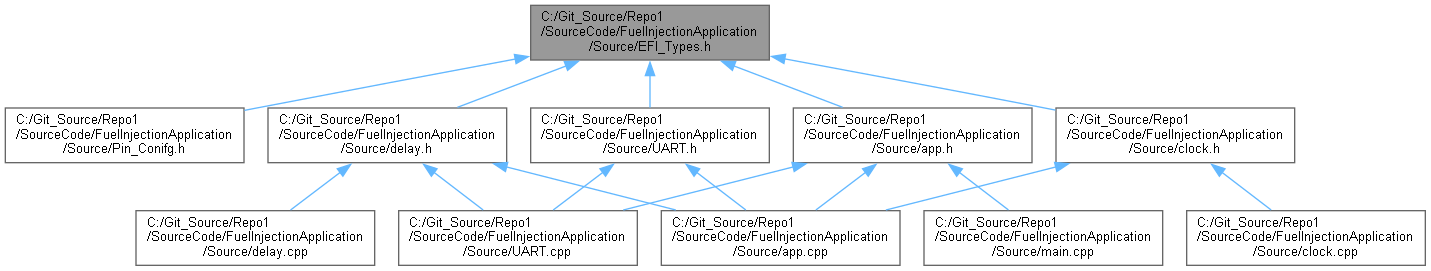 C:/Git_Source/Repo1
/SourceCode/FuelInjectionApplication
/Source/EFI_Types.h
C:/Git_Source/Repo1
/SourceCode/FuelInjectionApplication
/Source/Pin_Conifg.h
C:/Git_Source/Repo1
/SourceCode/FuelInjectionApplication
/Source/delay.h
C:/Git_Source/Repo1
/SourceCode/FuelInjectionApplication
/Source/UART.h
C:/Git_Source/Repo1
/SourceCode/FuelInjectionApplication
/Source/app.h
C:/Git_Source/Repo1
/SourceCode/FuelInjectionApplication
/Source/clock.h
C:/Git_Source/Repo1
/SourceCode/FuelInjectionApplication
/Source/delay.cpp
C:/Git_Source/Repo1
/SourceCode/FuelInjectionApplication
/Source/UART.cpp
C:/Git_Source/Repo1
/SourceCode/FuelInjectionApplication
/Source/app.cpp
C:/Git_Source/Repo1
/SourceCode/FuelInjectionApplication
/Source/main.cpp
C:/Git_Source/Repo1
/SourceCode/FuelInjectionApplication
/Source/clock.cpp